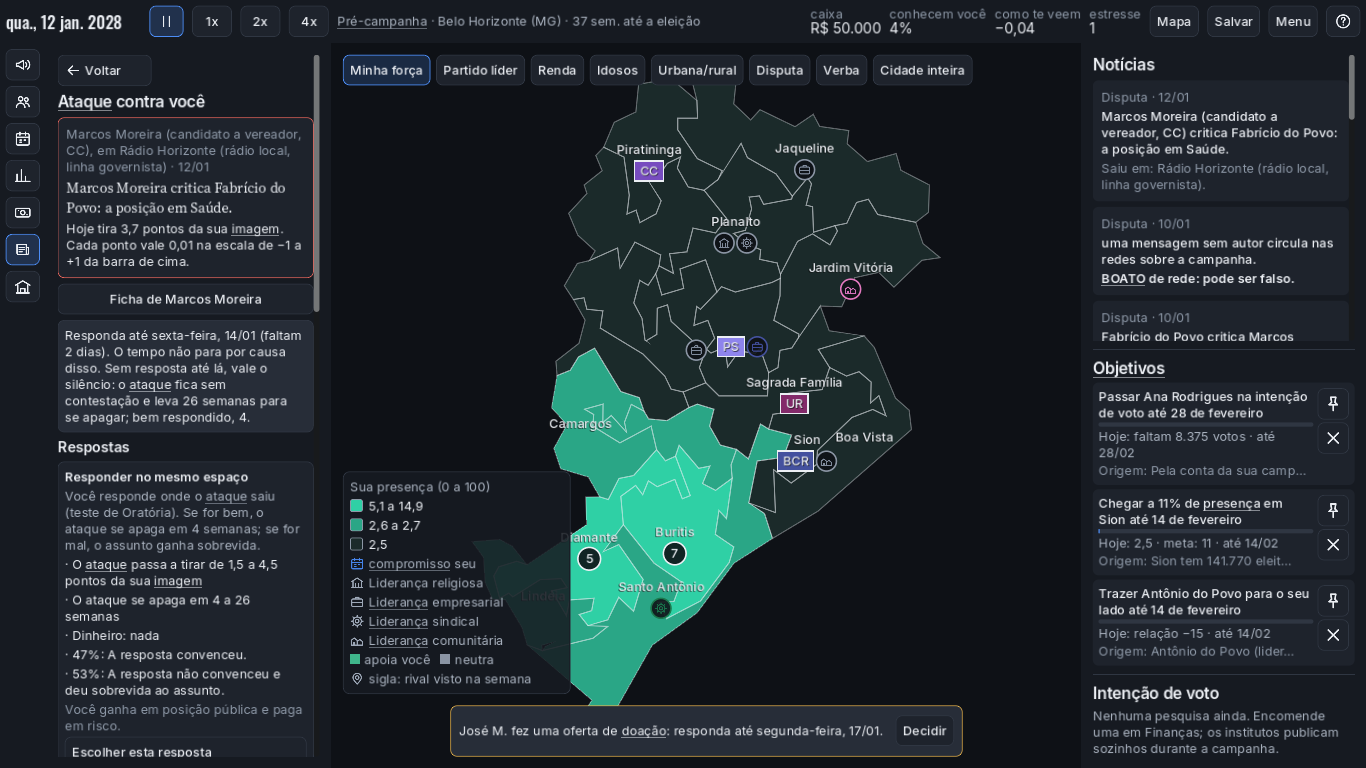 qua., 12 jan. 2028
1x
2x
4x
Pré-campanha · Belo Horizonte (MG) · 37 sem. até a eleição
caixa
R$ 50.000
conhecem você
4%
como te veem
−0,04
estresse
1
Mapa
Salvar
Menu
Voltar
Ataque contra você
Marcos Moreira (candidato a vereador,
CC), em Rádio Horizonte (rádio local,
linha governista) · 12/01
Marcos Moreira critica Fabrício do
Povo: a posição em Saúde.
Hoje tira 3,7 pontos da sua imagem.
Cada ponto vale 0,01 na escala de −1 a
+1 da barra de cima.
Ficha de Marcos Moreira
Responda até sexta-feira, 14/01 (faltam
2 dias). O tempo não para por causa
disso. Sem resposta até lá, vale o
silêncio: o ataque fica sem
contestação e leva 26 semanas para
se apagar; bem respondido, 4.
Respostas
Responder no mesmo espaço
Você responde onde o ataque saiu
(teste de Oratória). Se for bem, o
ataque se apaga em 4 semanas; se for
mal, o assunto ganha sobrevida.
· O ataque passa a tirar de 1,5 a 4,5
pontos da sua imagem
· O ataque se apaga em 4 a 26
semanas
· Dinheiro: nada
· 47%: A resposta convenceu.
· 53%: A resposta não convenceu e
deu sobrevida ao assunto.
Você ganha em posição pública e paga
em risco.
Escolher esta resposta
Minha força
Partido líder
Renda
Idosos
Urbana/rural
Disputa
Verba
Cidade inteira
Piratininga
CC
Jaqueline
Planalto
Jardim Vitória
PS
Sagrada Família
UR
Camargos
Sion
Boa Vista
BCR
Buritis
7
Diamante
5
Santo Antônio
Lindéia
Sua presença (0 a 100)
5,1 a 14,9
2,6 a 2,7
2,5
compromisso seu
Liderança religiosa
Liderança empresarial
Liderança sindical
Liderança comunitária
apoia você
neutra
sigla: rival visto na semana
José M. fez uma oferta de doação: responda até segunda-feira, 17/01.
Decidir
Notícias
Disputa · 12/01
Marcos Moreira (candidato a
vereador, CC) critica Fabrício do Povo:
a posição em Saúde.
Saiu em: Rádio Horizonte (rádio local,
linha governista).
Disputa · 10/01
uma mensagem sem autor circula nas
redes sobre a campanha.
BOATO de rede: pode ser falso.
Disputa · 10/01
Fabrício do Povo critica Marcos
Objetivos
Passar Ana Rodrigues na intenção
de voto até 28 de fevereiro
Hoje: faltam 8.375 votos · até
28/02
Origem: Pela conta da sua camp...
Chegar a 11% de presença em
Sion até 14 de fevereiro
Hoje: 2,5 · meta: 11 · até 14/02
Origem: Sion tem 141.770 eleit...
Trazer Antônio do Povo para o seu
lado até 14 de fevereiro
Hoje: relação −15 · até 14/02
Origem: Antônio do Povo (lider...
Intenção de voto
Nenhuma pesquisa ainda. Encomende
uma em Finanças; os institutos publicam
sozinhos durante a campanha.